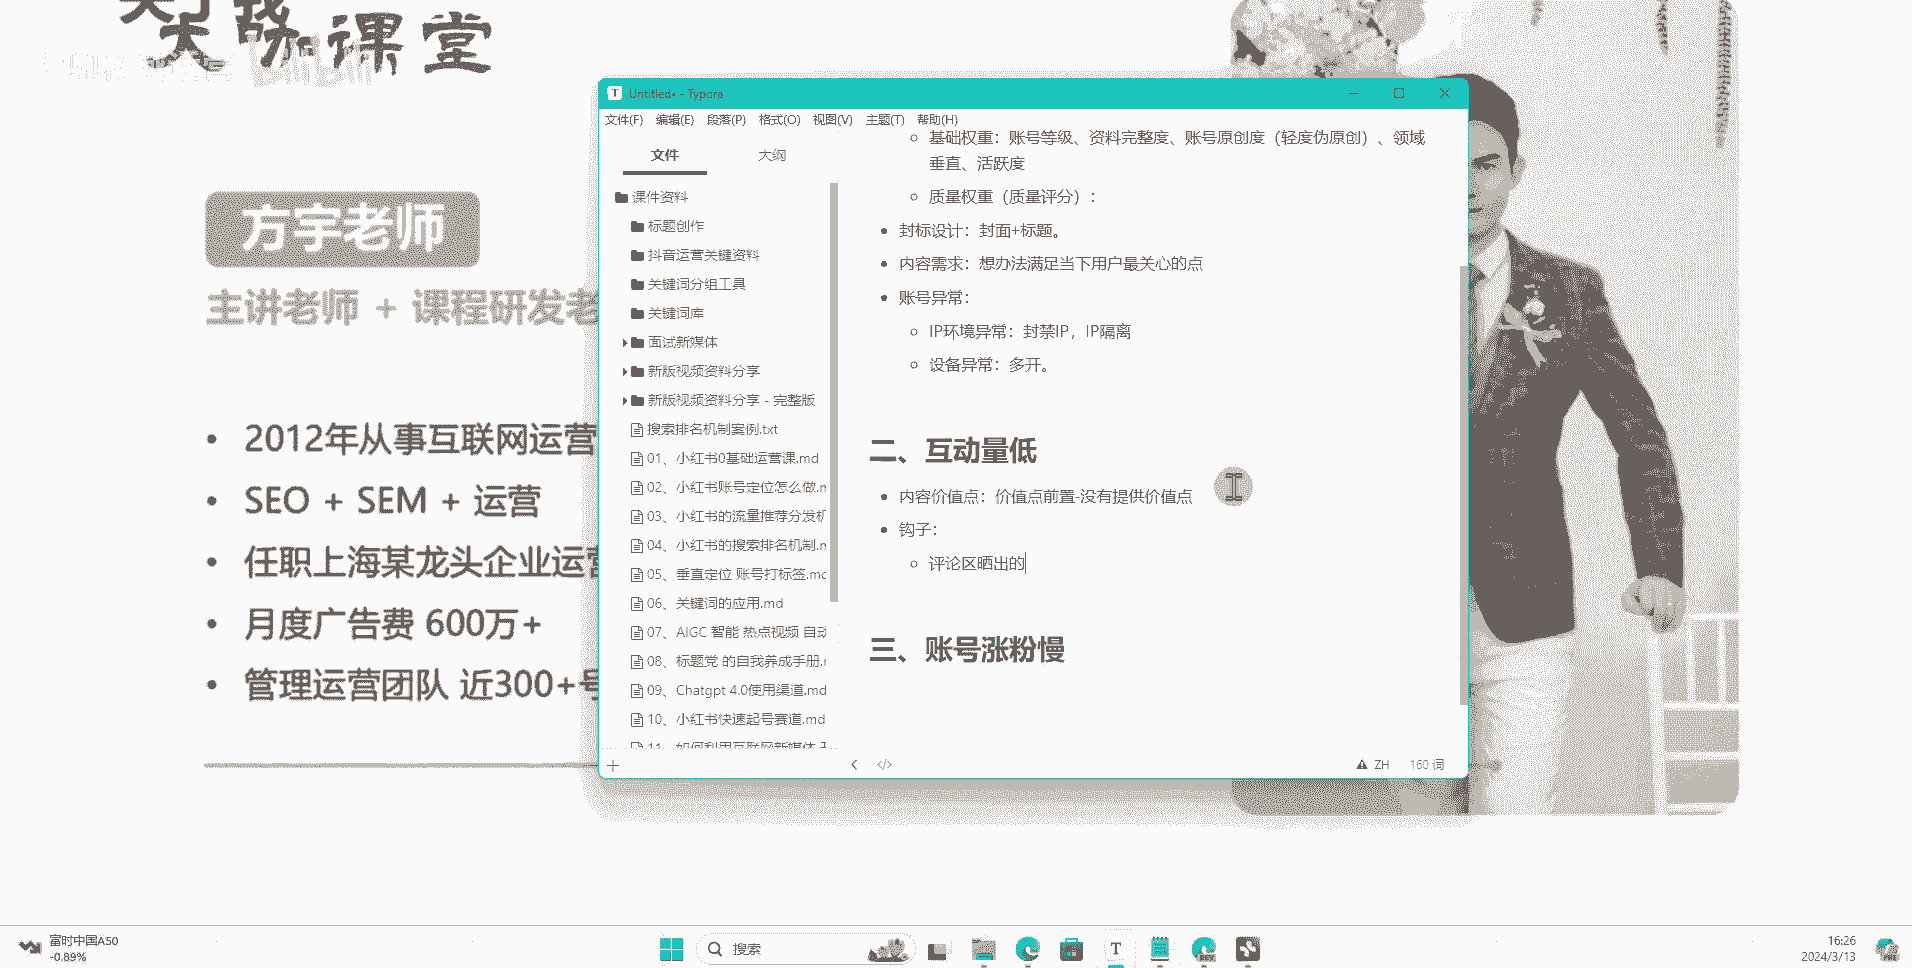 课堂
bilibili
方宇老师
主讲老师 + 课程研发老
• 2012年从事互联网运营
• SEO + SEM + 运营
• 任职上海某龙头企业运营
• 月度广告费 600万+
• 管理运营团队 近300+号
Untitled• - Typora
文件(F) 编辑(E) 段落(P) 格式(O) 视图(V) 主题(T) 帮助(H)
文件 大纲
课件资料
标题创作
抖音运营关键资料
关键词分组工具
关键词库
面试新媒体
新版视频资料分享
新版视频资料分享 - 完整版
搜索排名机制案例.txt
01、小红书0基础运营课.md
02、小红书账号定位怎么做.m
03、小红书的流量推荐分发机
04、小红书的搜索排名机制.m
05、垂直定位 账号打标签.md
06、关键词的应用.md
07、AIGC 智能 热点视频 自动
08、标题党 的自我养成手册.m
09、Chatgpt 4.0使用渠道.md
10、小红书快速起号赛道.md
11、如何利用互联网新媒体
基础权重：账号等级、资料完整度、账号原创度（轻度伪原创）、领域
垂直、活跃度
质量权重（质量评分）：
封标设计：封面+标题。
内容需求：想办法满足当下用户最关心的点
账号异常：
IP环境异常：封禁IP，IP隔离
设备异常：多开。
二、互动量低
内容价值点：价值点前置-没有提供价值点
钩子：
评论区晒出的
三、账号涨粉慢
ZH 160 词
富时中国A50
-0.89%
搜索
16:26
2024/3/13